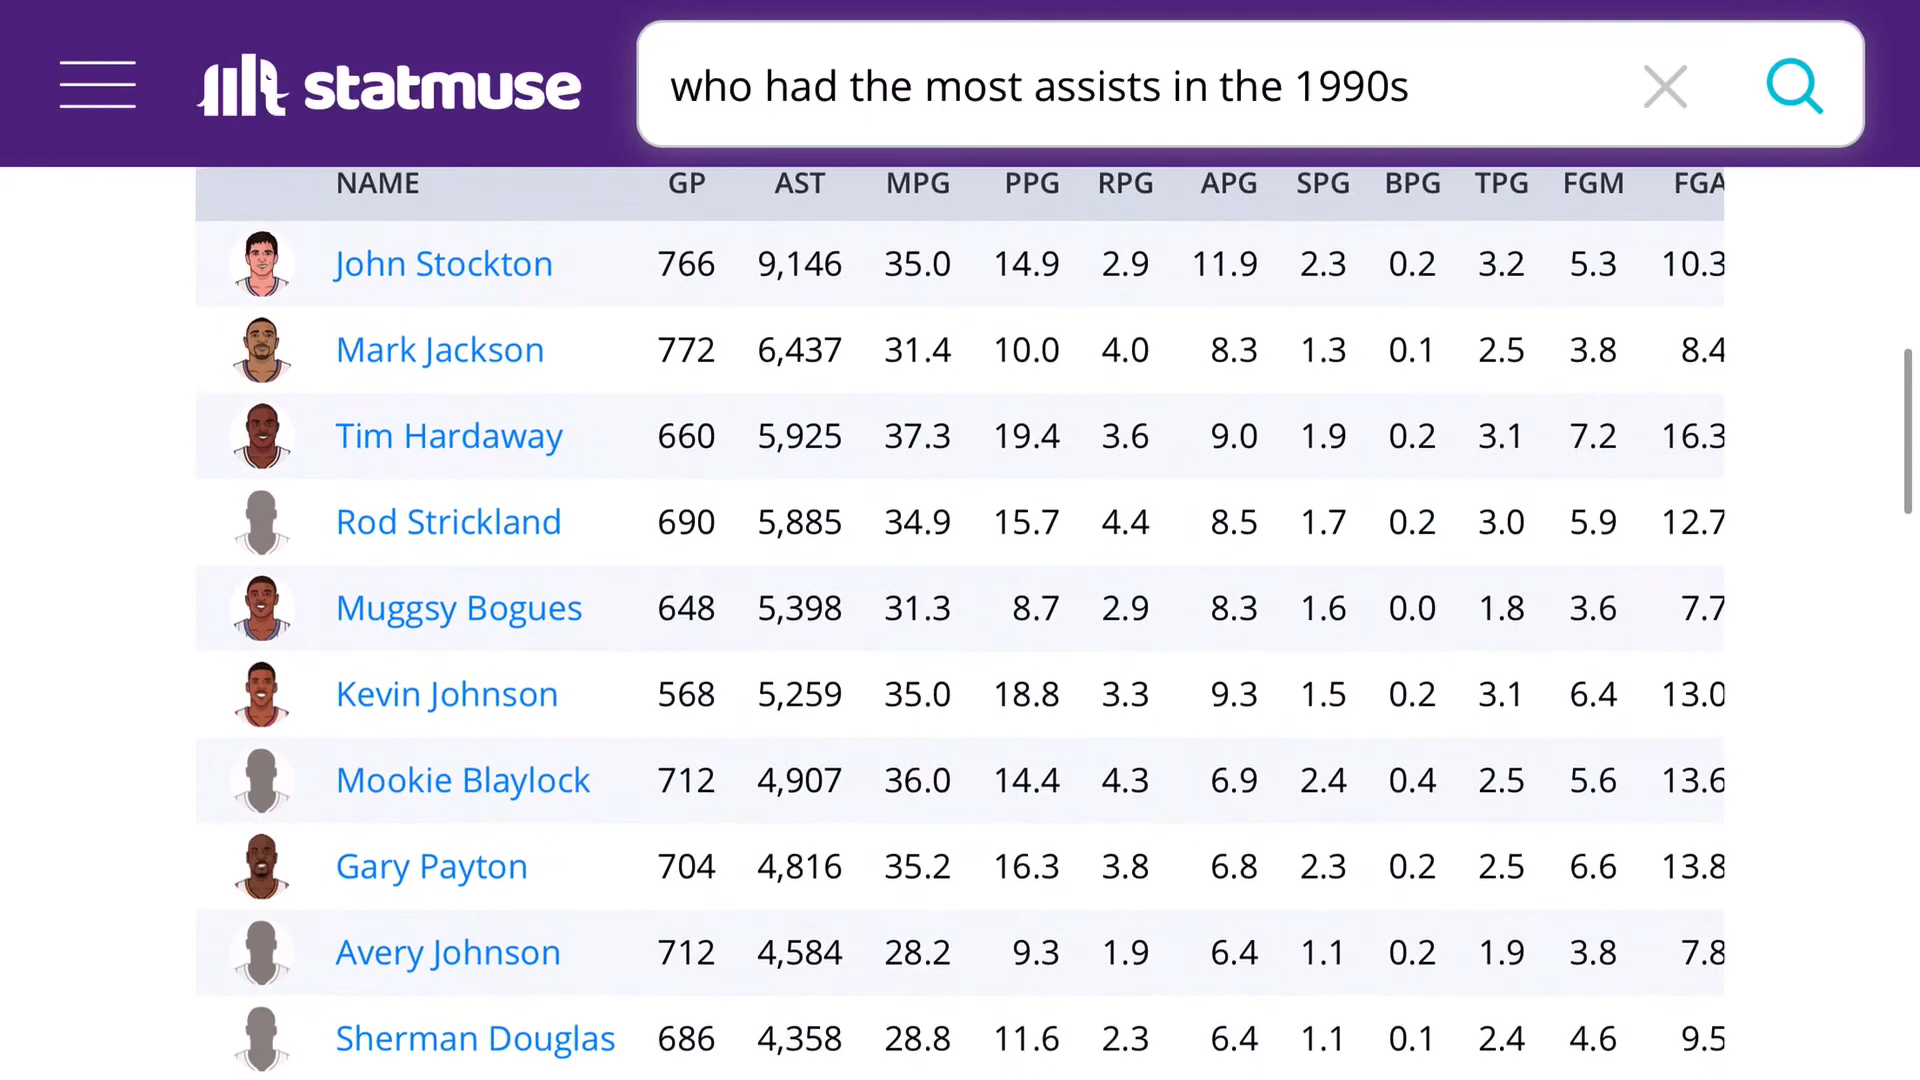 statmuse
who had the most assists in the 1990s
NAME GP AST MPG PPG RPG APG SPG BPG TPG FGM FGA
John Stockton 766 9,146 35.0 14.9 2.9 11.9 2.3 0.2 3.2 5.3 10.3
Mark Jackson 772 6,437 31.4 10.0 4.0 8.3 1.3 0.1 2.5 3.8 8.4
Tim Hardaway 660 5,925 37.3 19.4 3.6 9.0 1.9 0.2 3.1 7.2 16.3
Rod Strickland 690 5,885 34.9 15.7 4.4 8.5 1.7 0.2 3.0 5.9 12.7
Muggsy Bogues 648 5,398 31.3 8.7 2.9 8.3 1.6 0.0 1.8 3.6 7.7
Kevin Johnson 568 5,259 35.0 18.8 3.3 9.3 1.5 0.2 3.1 6.4 13.0
Mookie Blaylock 712 4,907 36.0 14.4 4.3 6.9 2.4 0.4 2.5 5.6 13.6
Gary Payton 704 4,816 35.2 16.3 3.8 6.8 2.3 0.2 2.5 6.6 13.8
Avery Johnson 712 4,584 28.2 9.3 1.9 6.4 1.1 0.2 1.9 3.8 7.8
Sherman Douglas 686 4,358 28.8 11.6 2.3 6.4 1.1 0.1 2.4 4.6 9.5